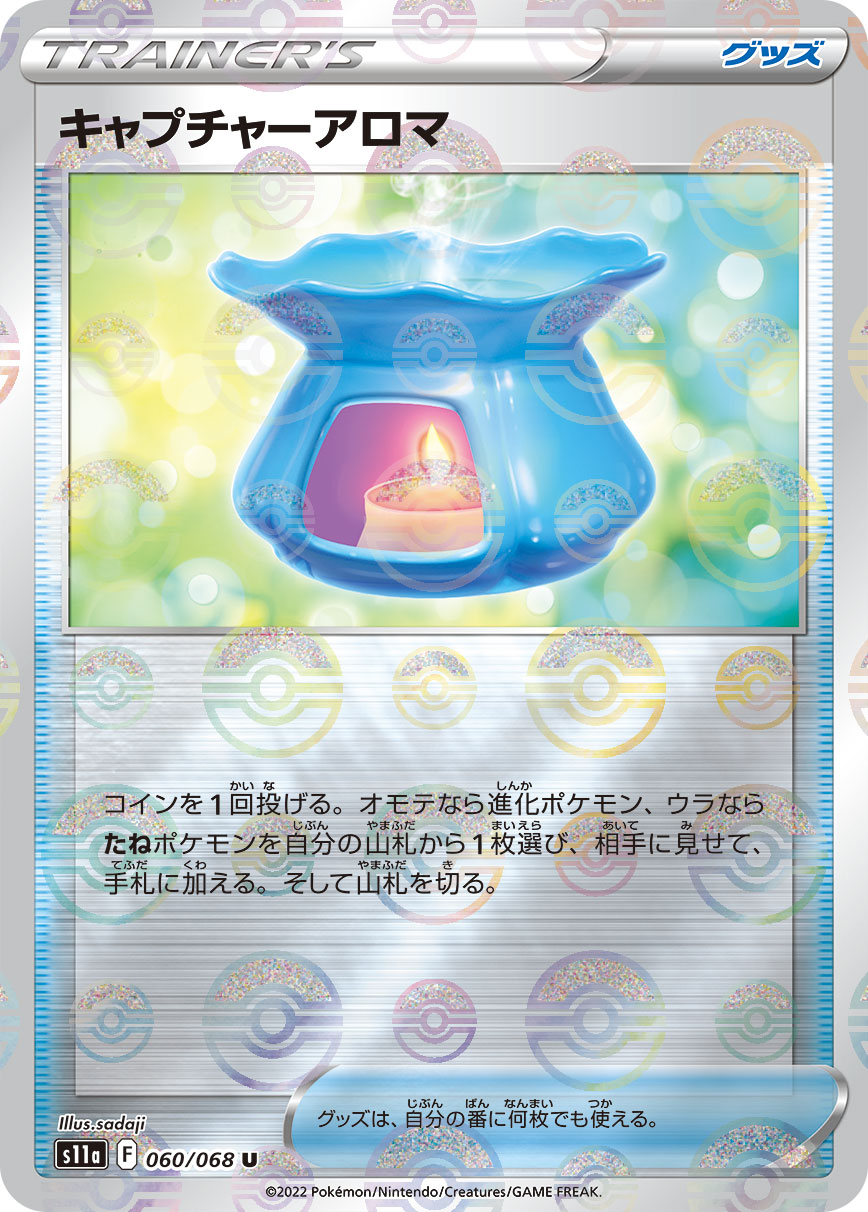 TRAINER'S グッズ
キャプチャーアロマ
コインを1回投げる。オモテなら進化ポケモン、ウラなら
たねポケモンを自分の山札から1枚選び、相手に見せて、
手札に加える。そして山札を切る。
グッズは、自分の番に何枚でも使える。
Illus.sadaji
s11a F 060/068 U
©2022 Pokémon/Nintendo/Creatures/GAME FREAK.